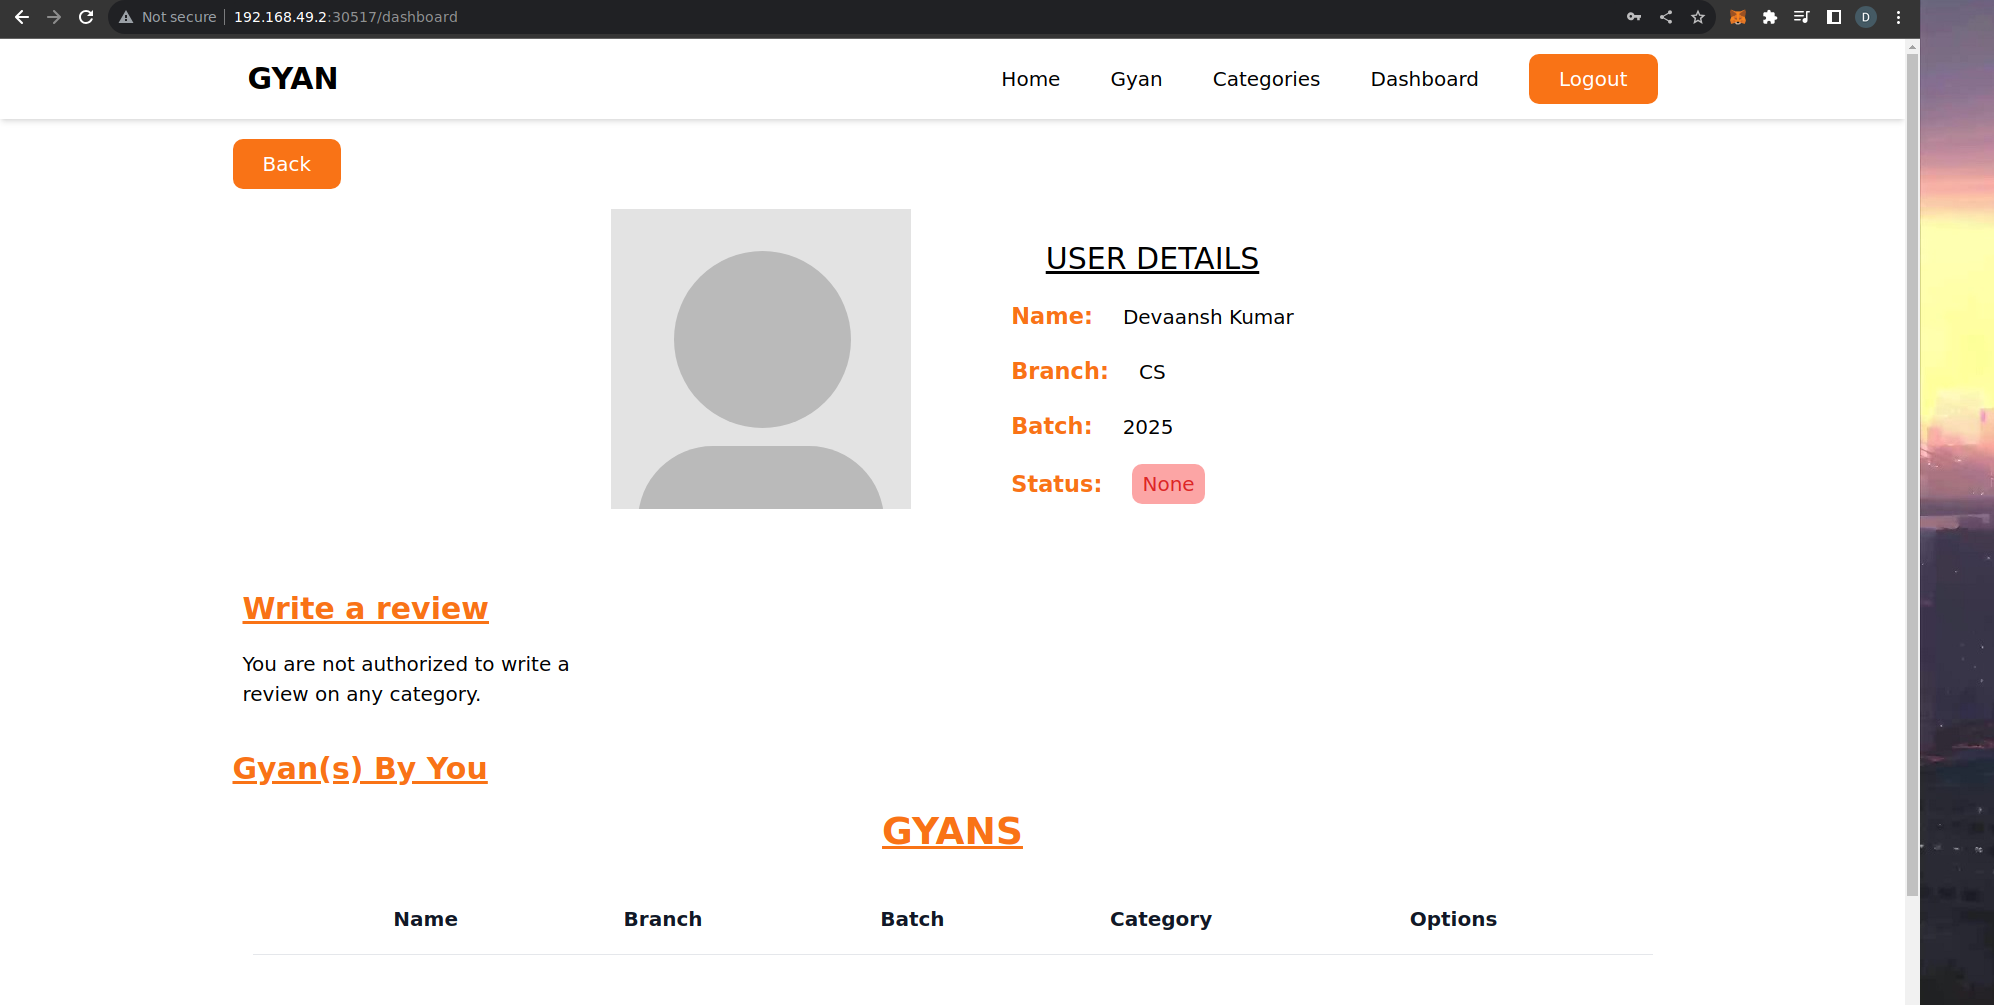 Not secure 192.168.49.2:30517/dashboard D
GYAN Home Gyan Categories Dashboard Logout
Back
USER DETAILS
Name: Devaansh Kumar
Branch: CS
Batch: 2025
Status: None
Write a review
You are not authorized to write a
review on any category.
Gyan(s) By You
GYANS
Name Branch Batch Category Options